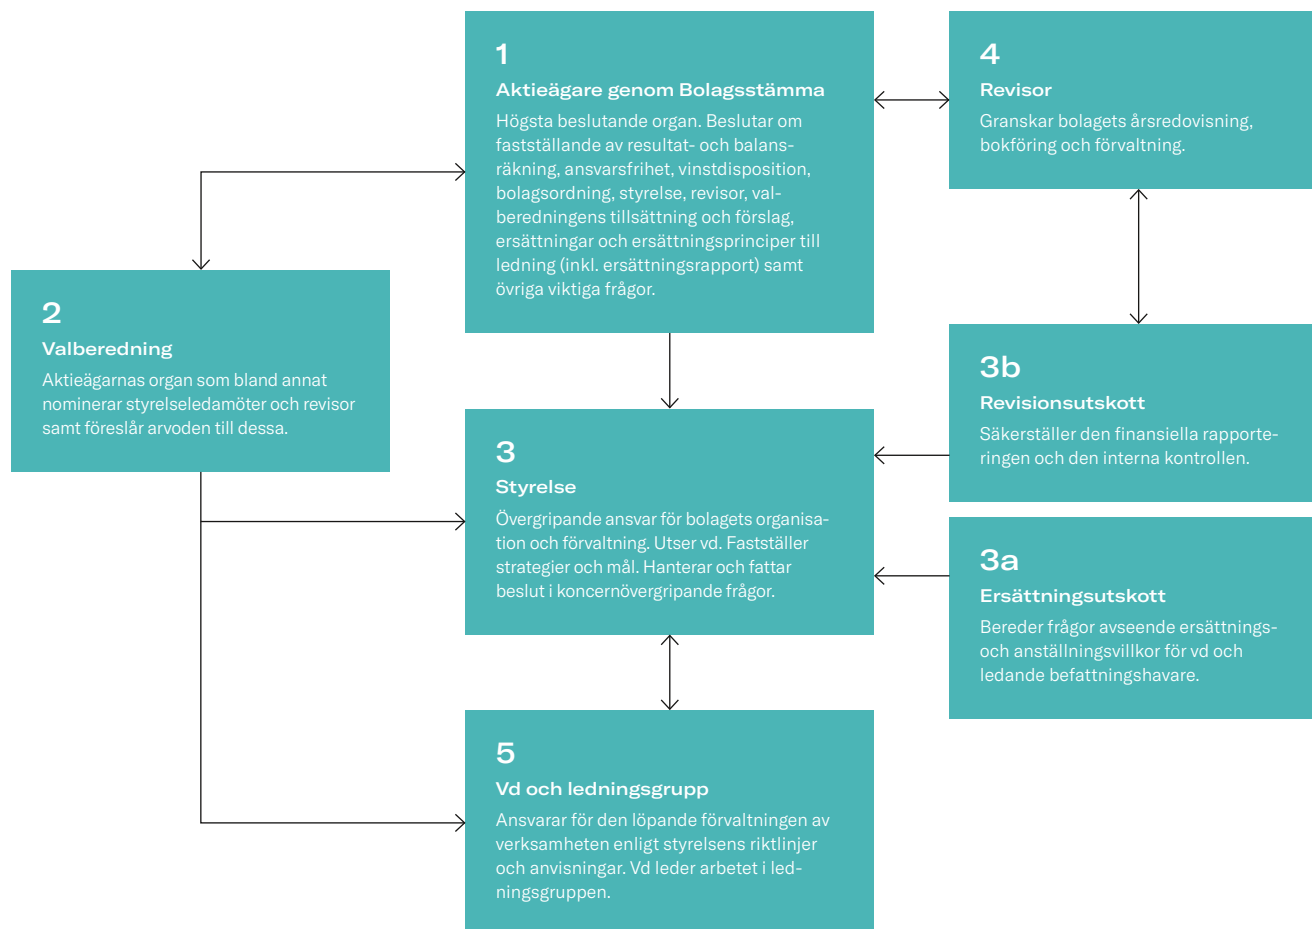 1
Aktieägare genom Bolagsstämma
Högsta beslutande organ. Beslutar om
fastställande av resultat- och balans-
räkning, ansvarsfrihet, vinstdisposition,
bolagsordning, styrelse, revisor, val-
beredningens tillsättning och förslag,
ersättningar och ersättningsprinciper till
ledning (inkl. ersättningsrapport) samt
övriga viktiga frågor.
4
Revisor
Granskar bolagets årsredovisning,
bokföring och förvaltning.
2
Valberedning
Aktieägarnas organ som bland annat
nominerar styrelseledamöter och revisor
samt föreslår arvoden till dessa.
3b
Revisionsutskott
Säkerställer den finansiella rapporte-
ringen och den interna kontrollen.
3
Styrelse
Övergripande ansvar för bolagets organisa-
tion och förvaltning. Utser vd. Fastställer
strategier och mål. Hanterar och fattar
beslut i koncernövergripande frågor.
3a
Ersättningsutskott
Bereder frågor avseende ersättnings-
och anställningsvillkor för vd och
ledande befattningshavare.
5
Vd och ledningsgrupp
Ansvarar för den löpande förvaltningen av
verksamheten enligt styrelsens riktlinjer
och anvisningar. Vd leder arbetet i led-
ningsgruppen.